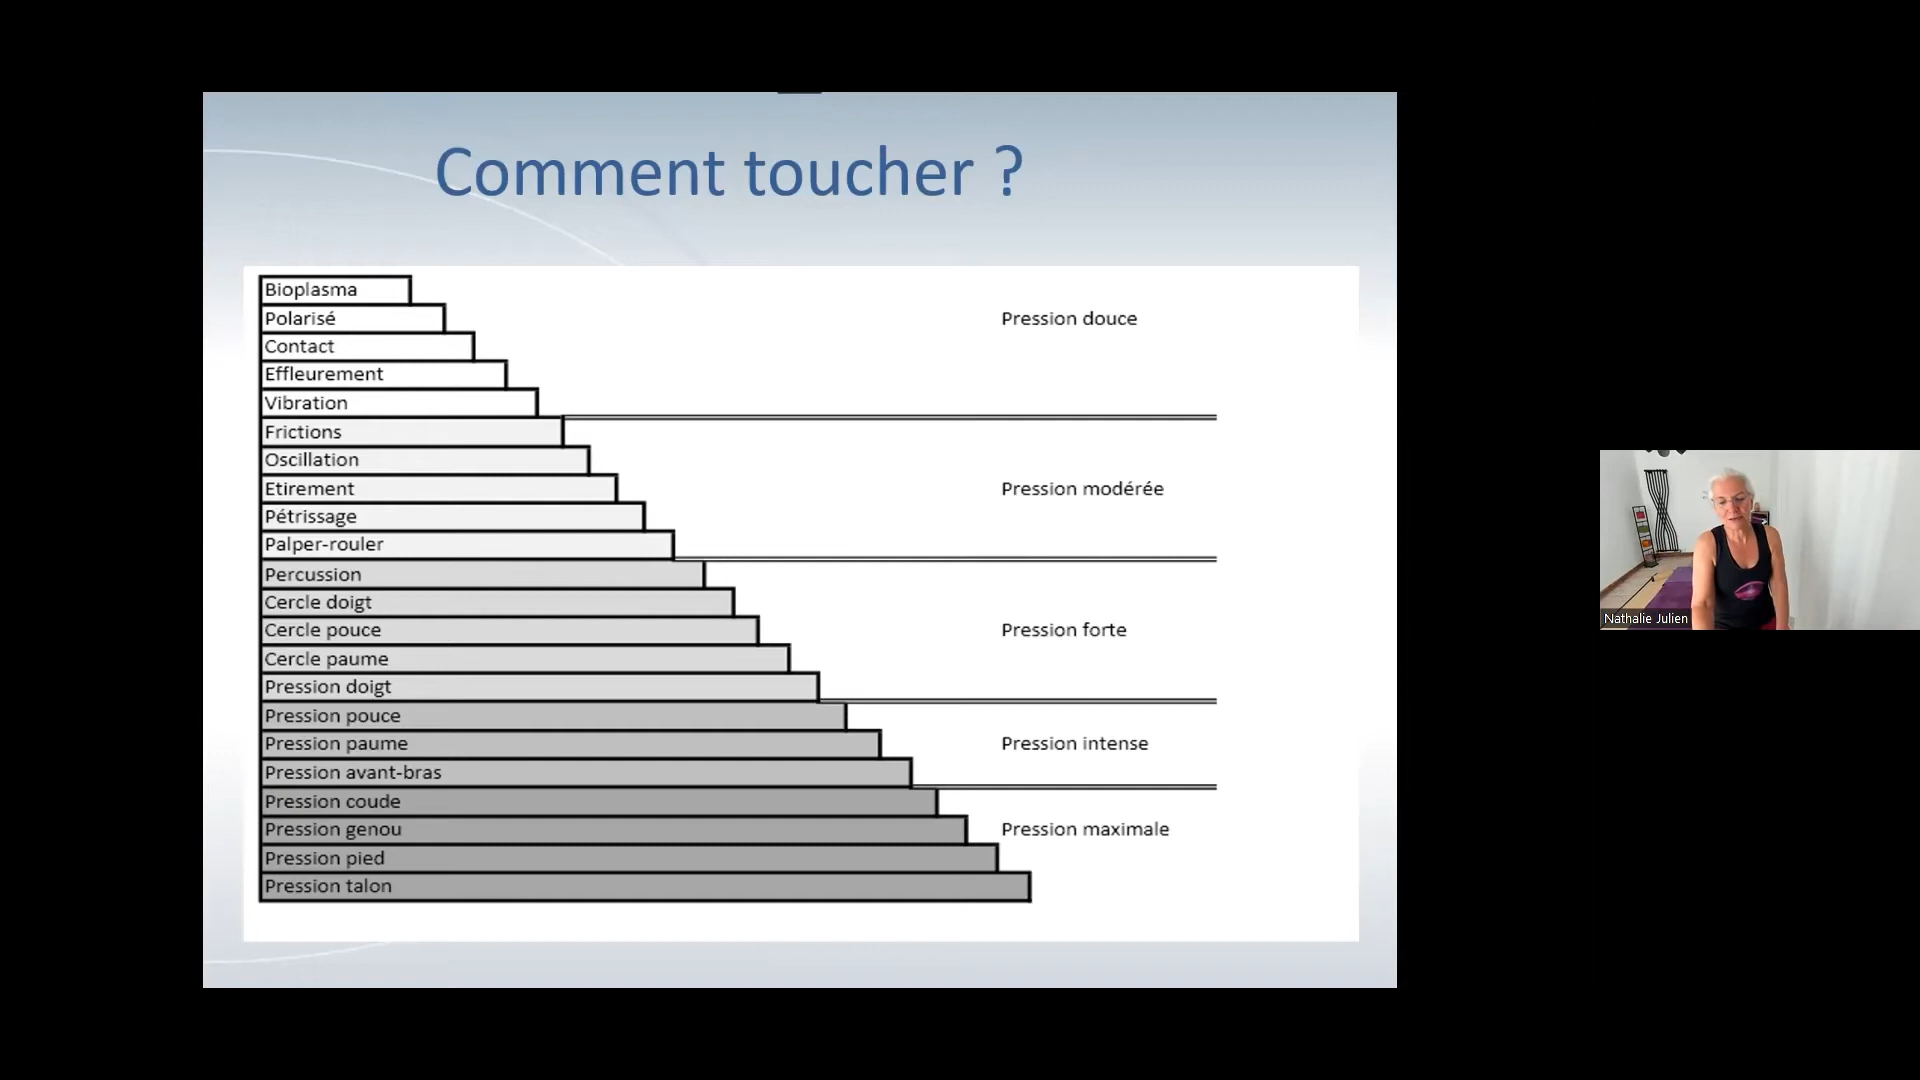 Comment toucher ?
Bioplasma
Polarisé
Pression douce
Contact
Effleurement
Vibration
Frictions
Oscillation
Etirement
Pression modérée
Pétrissage
Palper-rouler
Percussion
Cercle doigt
Cercle pouce
Pression forte
Cercle paume
Pression doigt
Pression pouce
Pression paume
Pression intense
Pression avant-bras
Pression coude
Pression genou
Pression maximale
Pression pied
Pression talon
Nathalie Julien